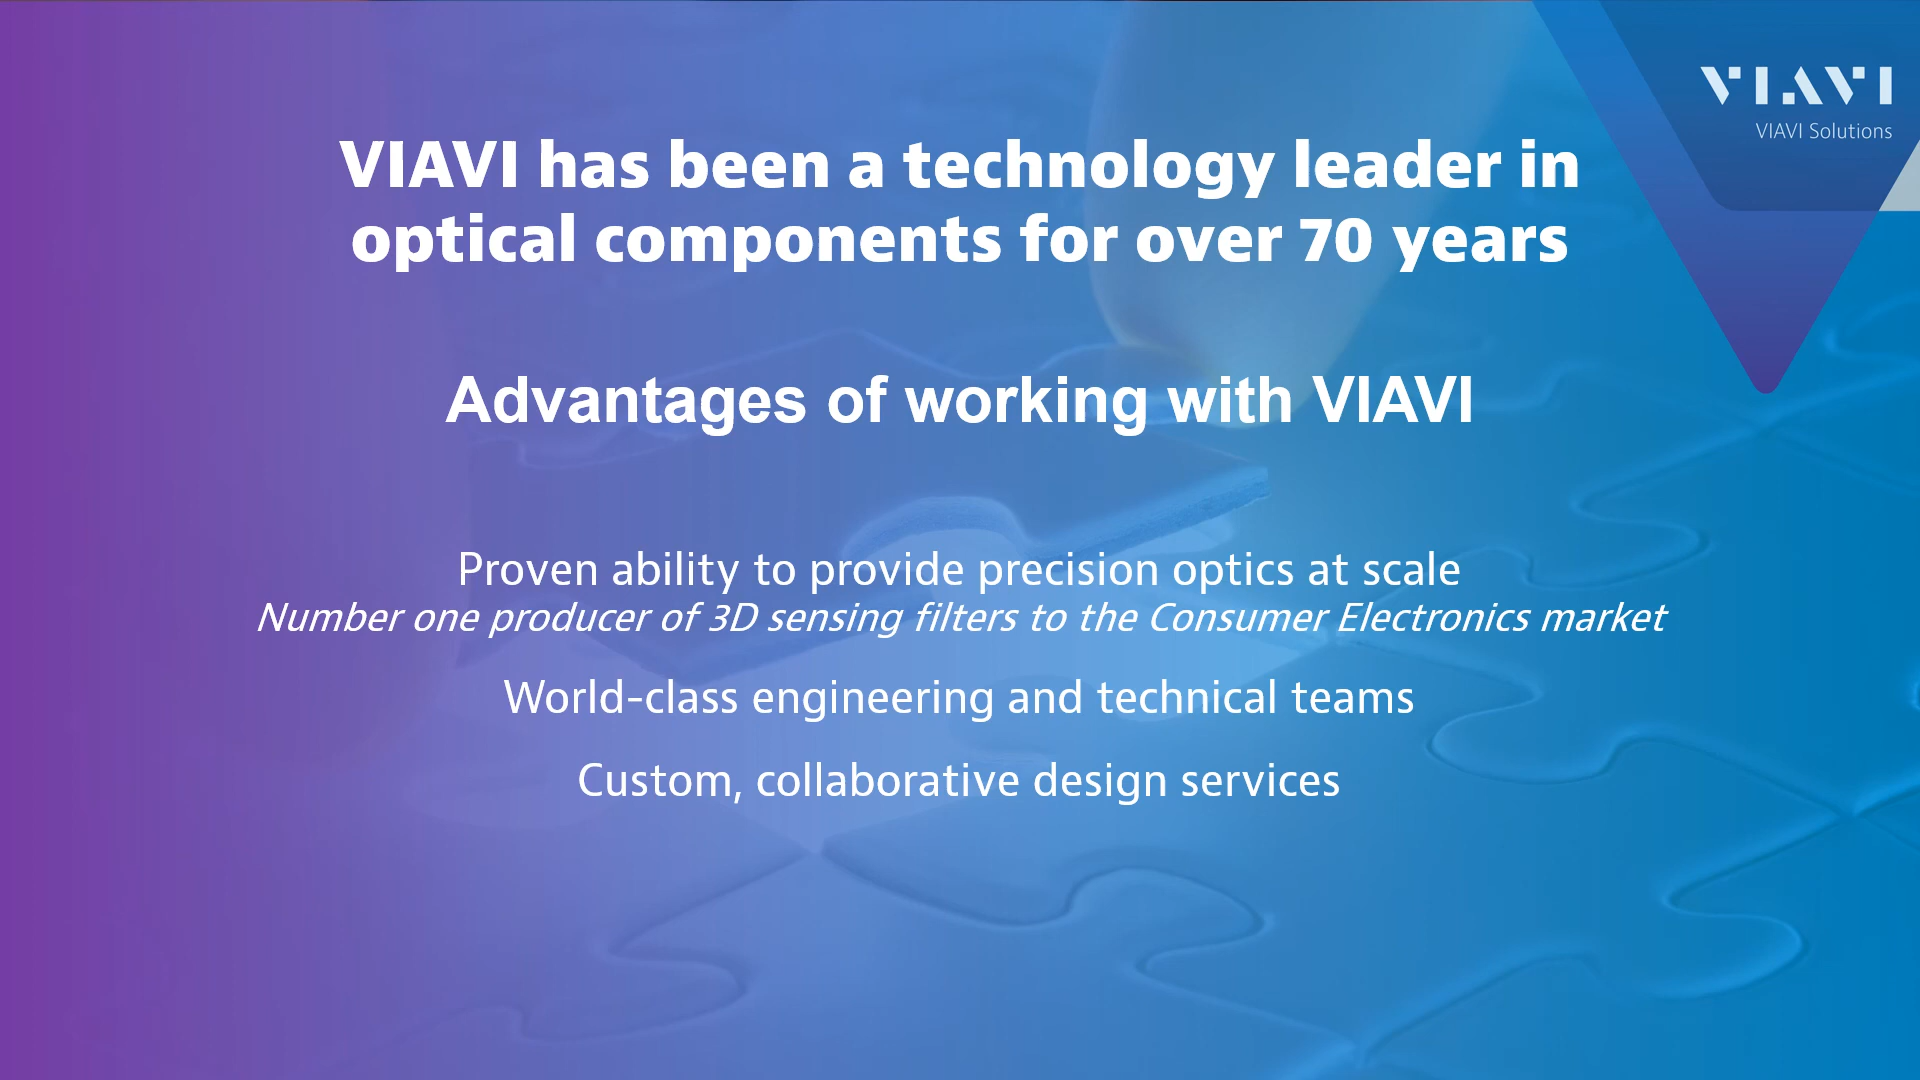 VIAVI
VIAVI Solutions
VIAVI has been a technology leader in
optical components for over 70 years
Advantages of working with VIAVI
Proven ability to provide precision optics at scale
Number one producer of 3D sensing filters to the Consumer Electronics market
World-class engineering and technical teams
Custom, collaborative design services